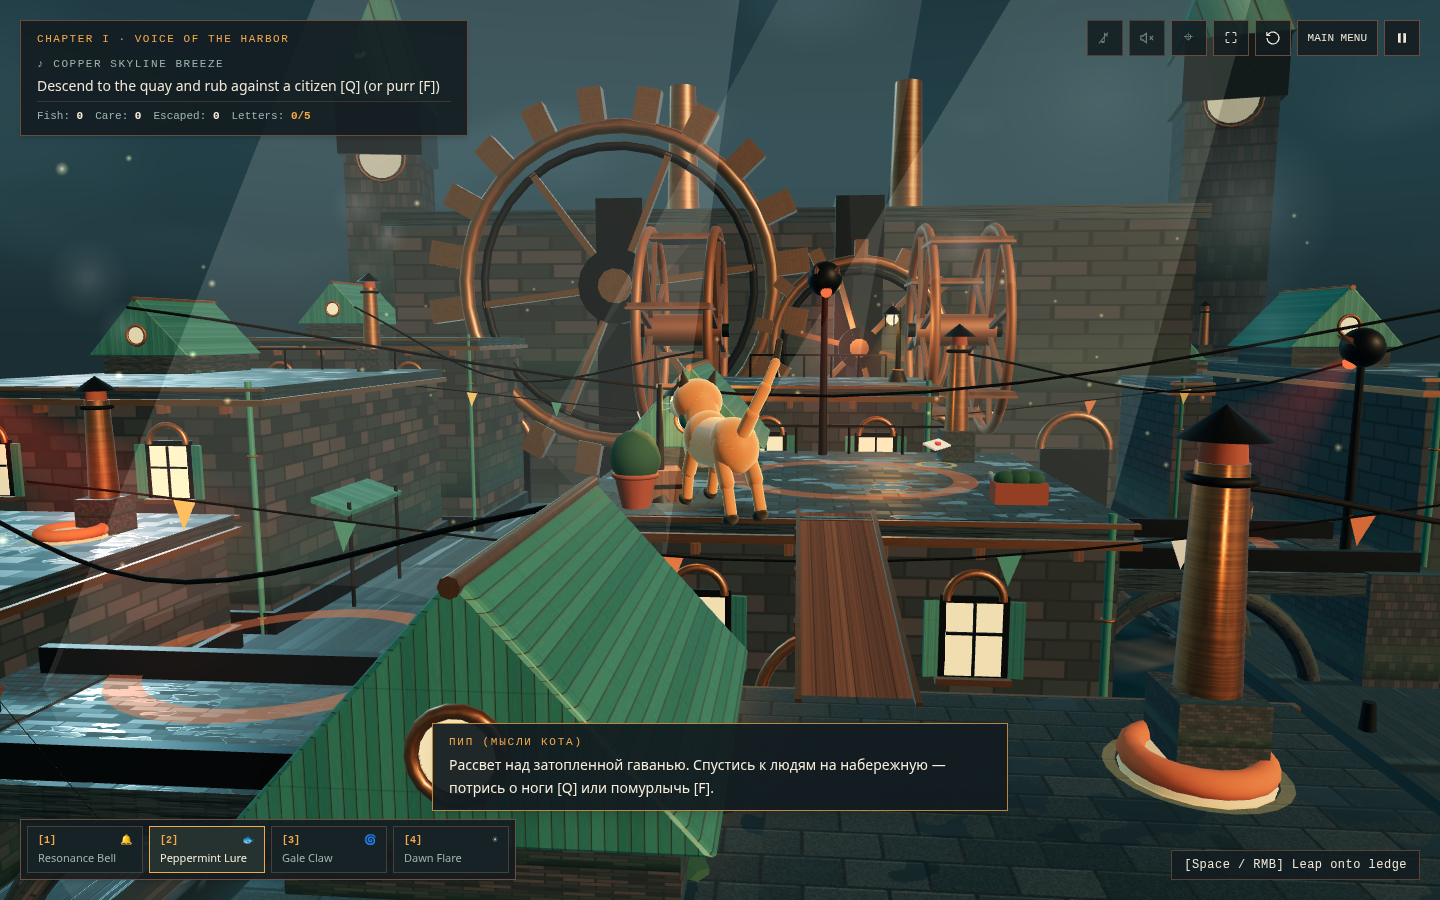 CHAPTER I · VOICE OF THE HARBOR
♪ COPPER SKYLINE BREEZE
Descend to the quay and rub against a citizen [Q] (or purr [F])
Fish: 0 Care: 0 Escaped: 0 Letters: 0/5
MAIN MENU
ПИП (МЫСЛИ КОТА)
Рассвет над затопленной гаванью. Спустись к людям на набережную —
потрись о ноги [Q] или помурлычь [F].
[1]
Resonance Bell
[2]
Peppermint Lure
[3]
Gale Claw
[4]
Dawn Flare
[Space / RMB] Leap onto ledge